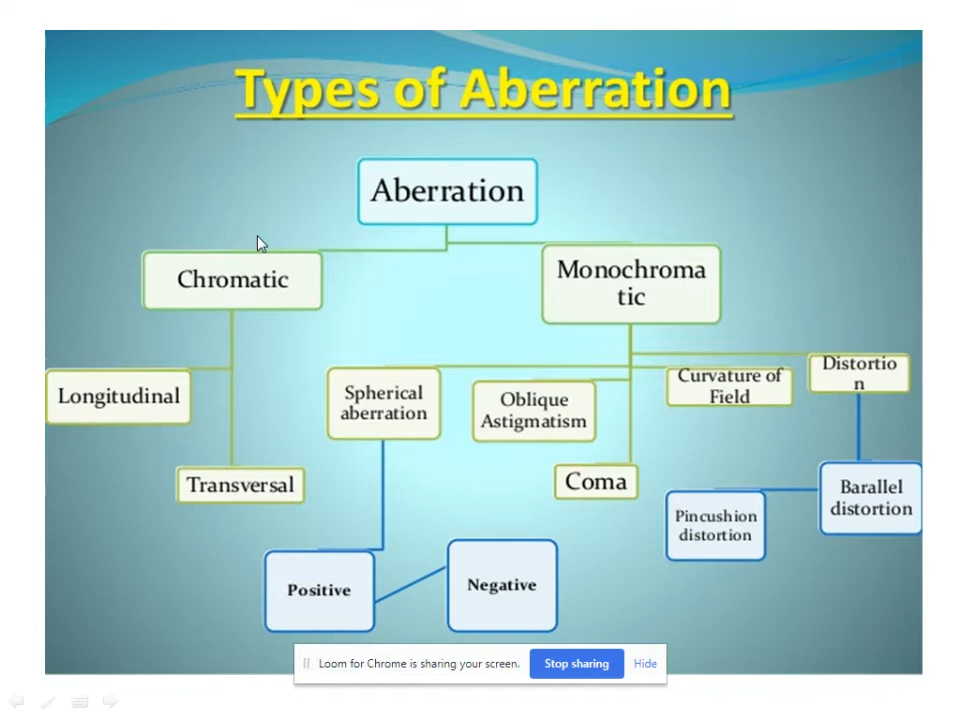 Types of Aberration
Aberration
Chromatic
Monochroma
tic
Longitudinal
Transversal
Spherical
aberration
Oblique
Astigmatism
Coma
Curvature of
Field
Distortio
n
Pincushion
distortion
Barallel
distortion
Positive
Negative
Loom for Chrome is sharing your screen. Stop sharing Hide